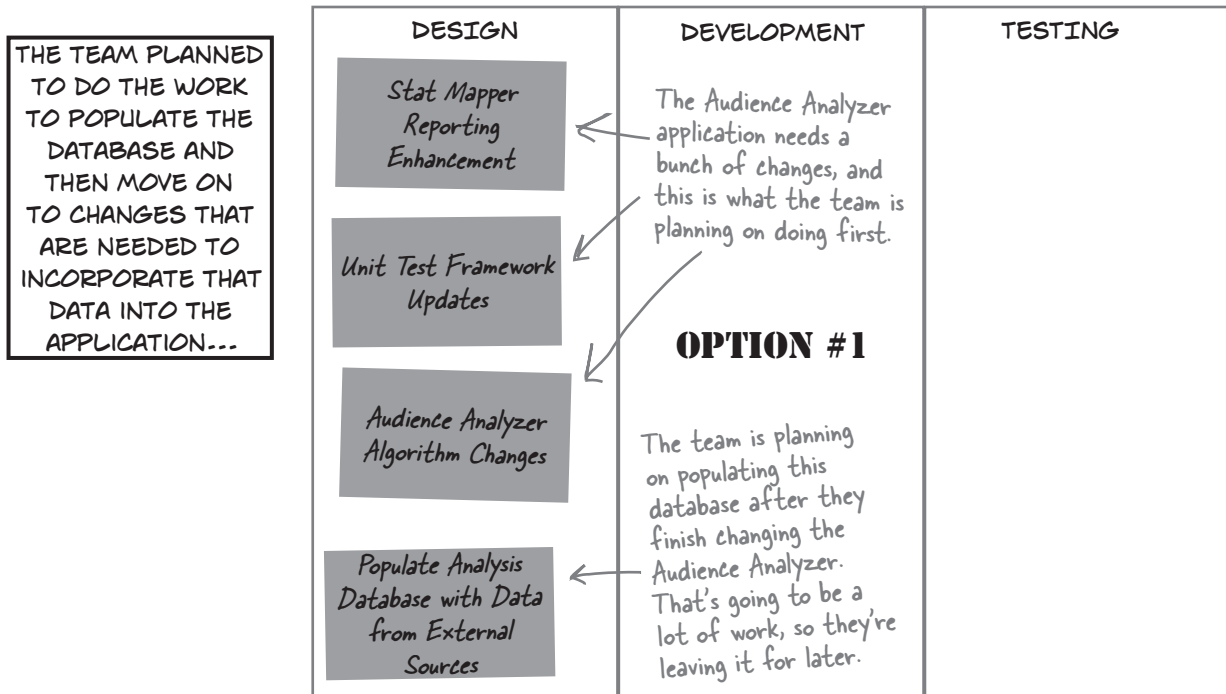 THE TEAM PLANNED
TO DO THE WORK
TO POPULATE THE
DATABASE AND
THEN MOVE ON
TO CHANGES THAT
ARE NEEDED TO
INCORPORATE THAT
DATA INTO THE
APPLICATION...
DESIGN
Stat Mapper
Reporting
Enhancement
Unit Test Framework
Updates
Audience Analyzer
Algorithm Changes
Populate Analysis
Database with Data
from External
Sources
DEVELOPMENT
The Audience Analyzer
application needs a
bunch of changes, and
this is what the team is
planning on doing first.
OPTION #1
The team is planning
on populating this
database after they
finish changing the
Audience Analyzer.
That's going to be a
lot of work, so they're
leaving it for later.
TESTING